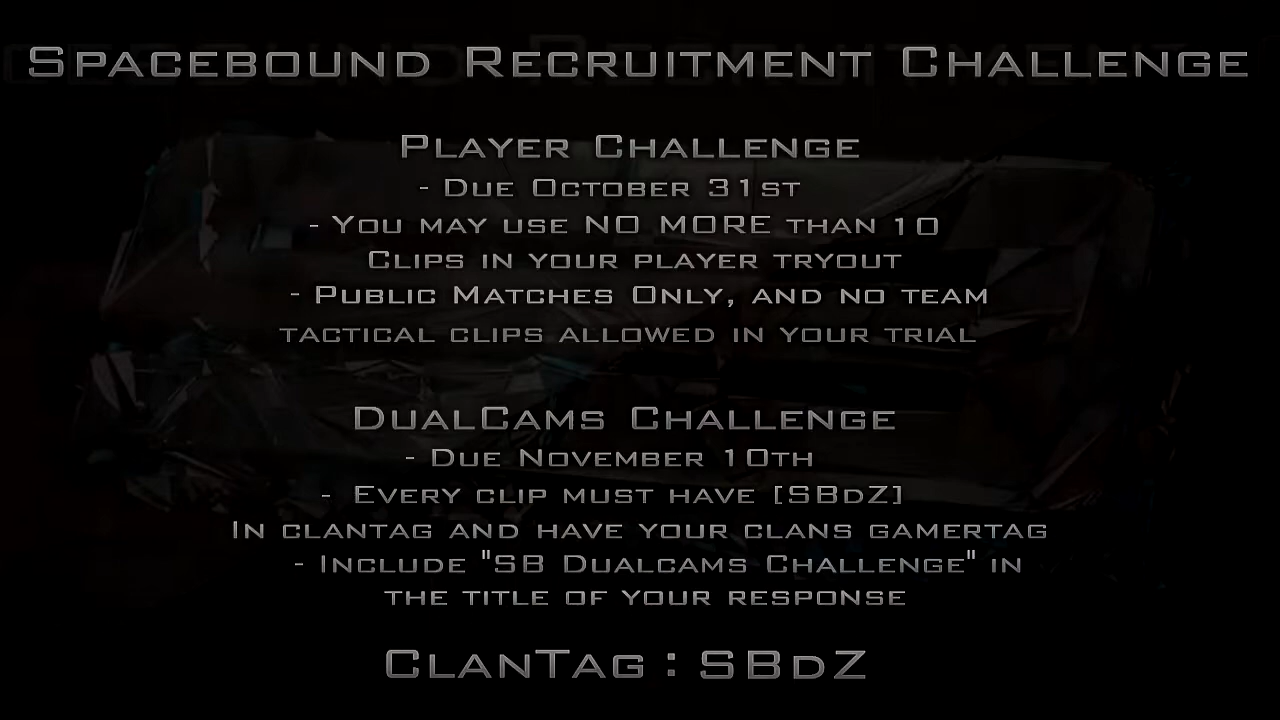 Spacebound Recruitment Challenge
Player Challenge
- Due October 31st
- You may use NO MORE than 10
Clips in your player tryout
- Public Matches Only, and no team
tactical clips allowed in your trial
DualCams Challenge
- Due November 10th
- Every clip must have [SBdZ]
In clantag and have your clans gamertag
- Include "SB Dualcams Challenge" in
the title of your response
ClanTag : SBdZ